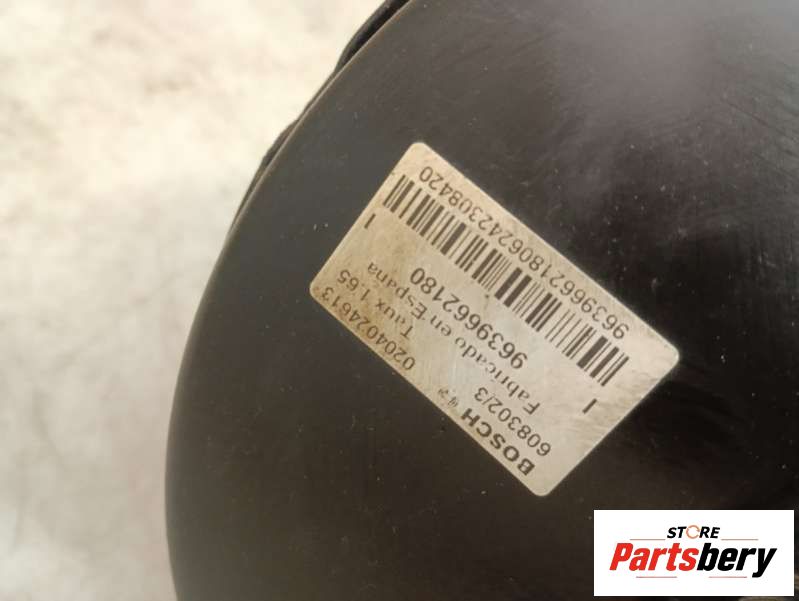 BOSCH
608302/3
0204024613
Taux 1.65
Fabricado en España
9639662180
I I
96396621806242308420
STORE
Partsbery